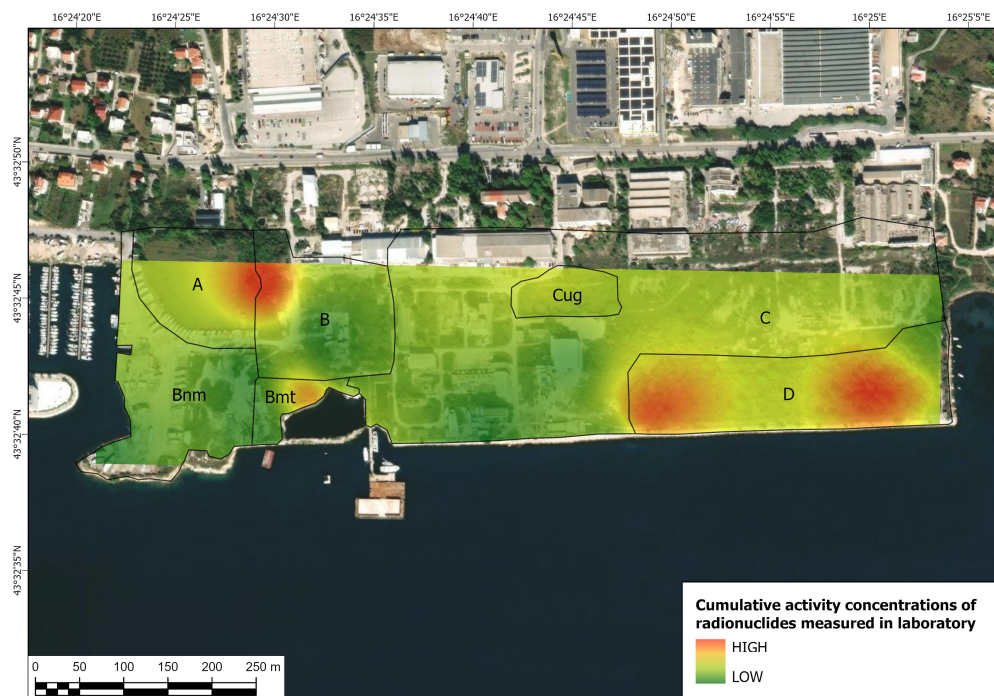 16°24'20"E 16°24'25"E 16°24'30"E 16°24'35"E 16°24'40"E 16°24'45"E 16°24'50"E 16°24'55"E 16°25'E 16°25'5"E
43°32'50"N
43°32'45"N
43°32'40"N
43°32'35"N
A
B
Cug
C
Bnm
Bmt
D
Cumulative activity concentrations of
radionuclides measured in laboratory
HIGH
LOW
0 50 100 150 200 250 m